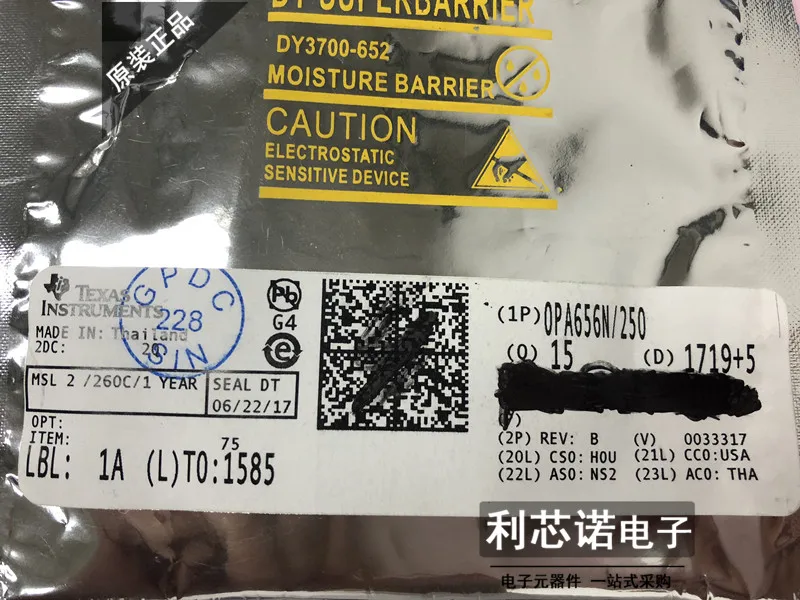 DY SUPERBARRIER
DY3700-652
MOISTURE BARRIER
CAUTION
ELECTROSTATIC
SENSITIVE DEVICE
原装正品
TEXAS
INSTRUMENTS
GPDC
228
SIN
MADE IN: Thailand
2DC:
MSL 2 /260C/1 YEAR
SEAL DT
06/22/17
OPT:
ITEM:
75
LBL: 1A (L)TO:1585
Pb
G4
e
(1P) OPA656N/250
(Q) 15 (D) 1719+5
(2P) REV: B (V) 0033317
(20L) CSO: HOU (21L) CCO:USA
(22L) ASO: NS2 (23L) ACO: THA
利芯诺电子
电子元器件 一站式采购